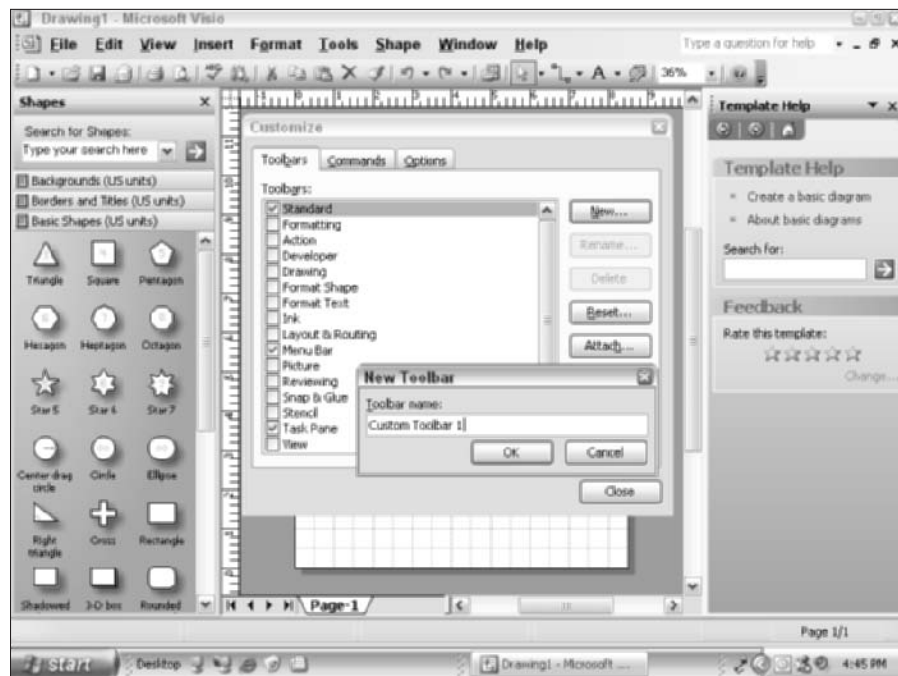 Drawing1 - Microsoft Visio
File Edit View Insert Format Tools Shape Window Help
Type a question for help
36%
Shapes
Search for Shapes:
Type your search here
Backgrounds (US units)
Borders and Titles (US units)
Basic Shapes (US units)
Triangle Square Pentagon
Hexagon Heptagon Octagon
Star 5 Star 6 Star 7
Center drag circle Circle Ellipse
Right triangle Cross Rectangle
Shadowed 3-D box Rounded
Customize
Toolbars Commands Options
Toolbars:
Standard
Formatting
Action
Developer
Drawing
Format Shape
Format Text
Ink
Layout & Routing
Menu Bar
Picture
Reviewing
Snap & Glue
Stencil
Task Pane
View
New...
Rename...
Delete
Reset...
Attach...
New Toolbar
Toolbar name:
Custom Toolbar 1
OK Cancel
Close
Page-1
Template Help
Template Help
Create a basic diagram
About basic diagrams
Search for:
Feedback
Rate this template:
Change...
Page 1/1
start
Desktop
Drawing1 - Microsoft ....
4:45 PM